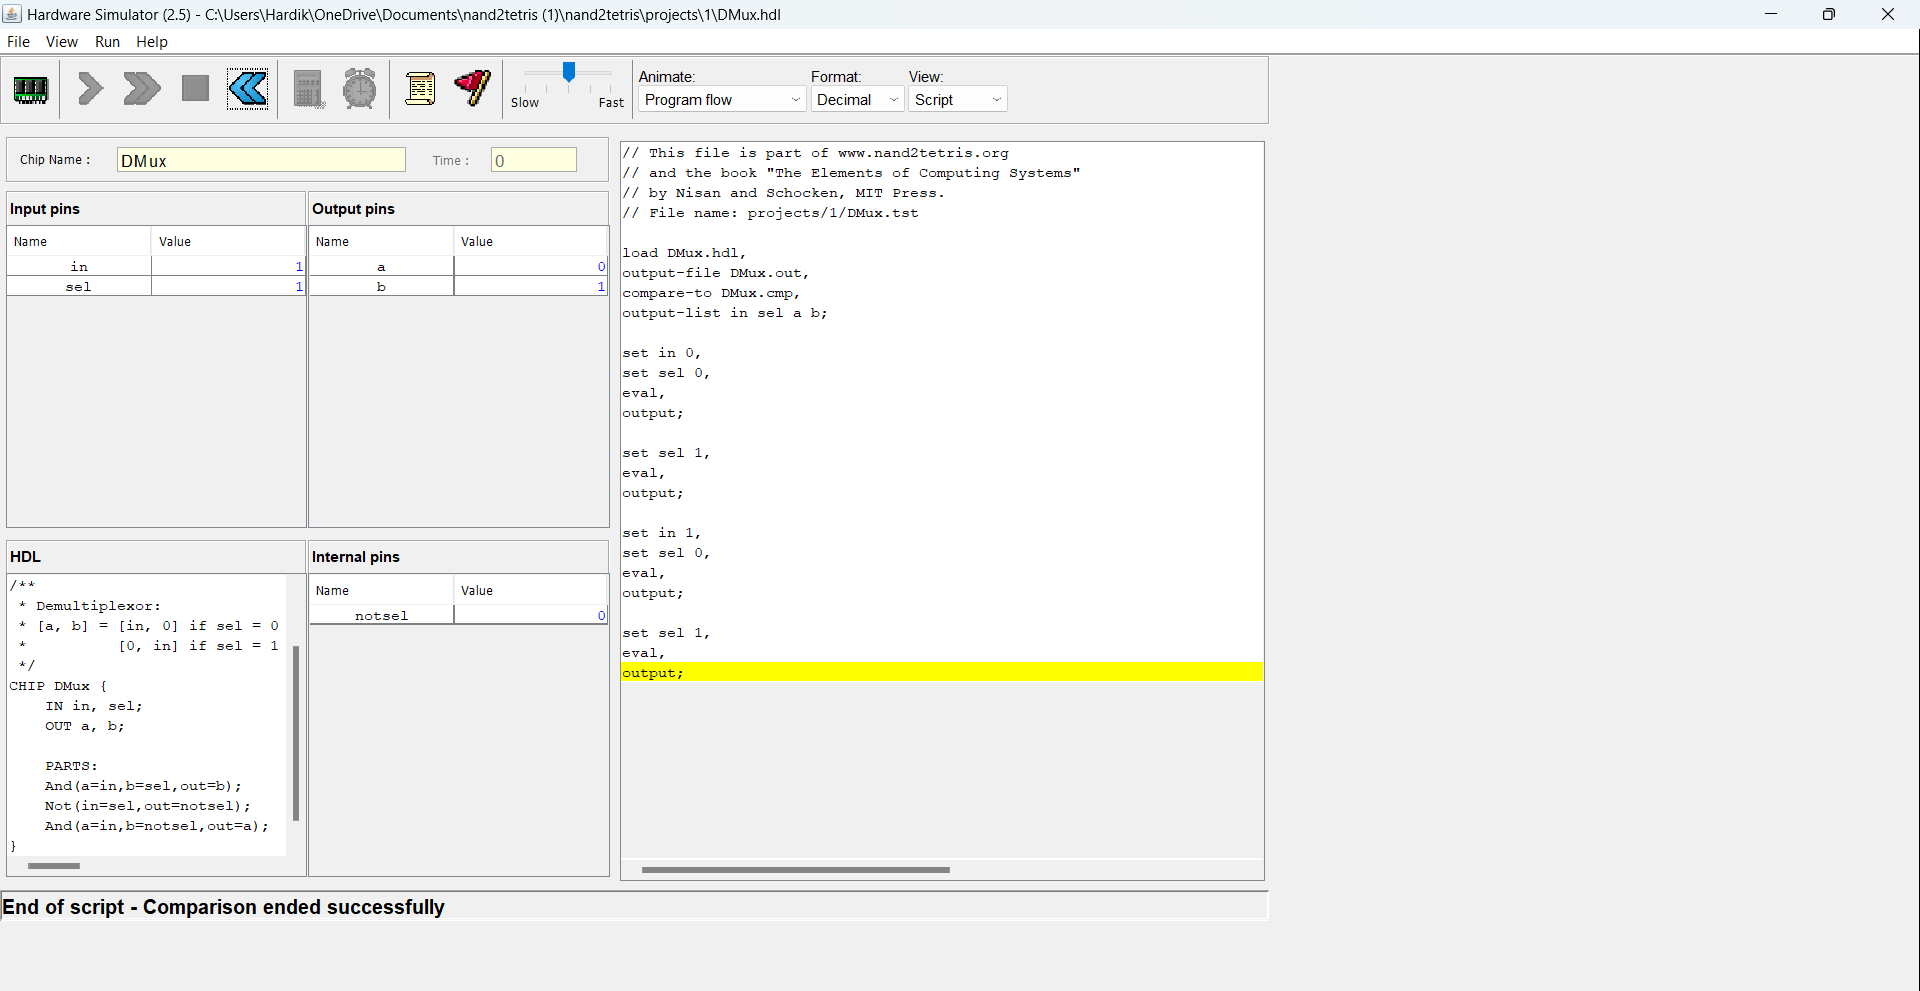 Hardware Simulator (2.5) - C:\Users\Hardik\OneDrive\Documents\nand2tetris (1)\nand2tetris\projects\1\DMux.hdl
File View Run Help
Slow Fast
Animate:
Program flow
Format:
Decimal
View:
Script
Chip Name :
DMux
Time :
0
Input pins
Name Value
in 1
sel 1
Output pins
Name Value
a 0
b 1
HDL
/**
* Demultiplexor:
* [a, b] = [in, 0] if sel = 0
* [0, in] if sel = 1
*/
CHIP DMux {
IN in, sel;
OUT a, b;
PARTS:
And(a=in,b=sel,out=b);
Not(in=sel,out=notsel);
And(a=in,b=notsel,out=a);
}
Internal pins
Name Value
notsel 0
// This file is part of www.nand2tetris.org
// and the book "The Elements of Computing Systems"
// by Nisan and Schocken, MIT Press.
// File name: projects/1/DMux.tst
load DMux.hdl,
output-file DMux.out,
compare-to DMux.cmp,
output-list in sel a b;
set in 0,
set sel 0,
eval,
output;
set sel 1,
eval,
output;
set in 1,
set sel 0,
eval,
output;
set sel 1,
eval,
output;
End of script - Comparison ended successfully